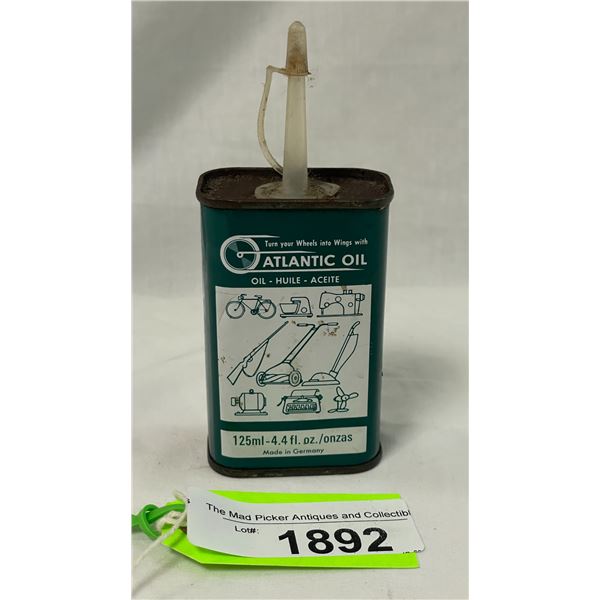 Turn your Wheels into Wings with
ATLANTIC OIL
OIL - HUILE - ACEITE
125ml-4.4 fl. oz./onzas
Made in Germany
The Mad Picker Antiques and Collectibl
Lot#:
1892